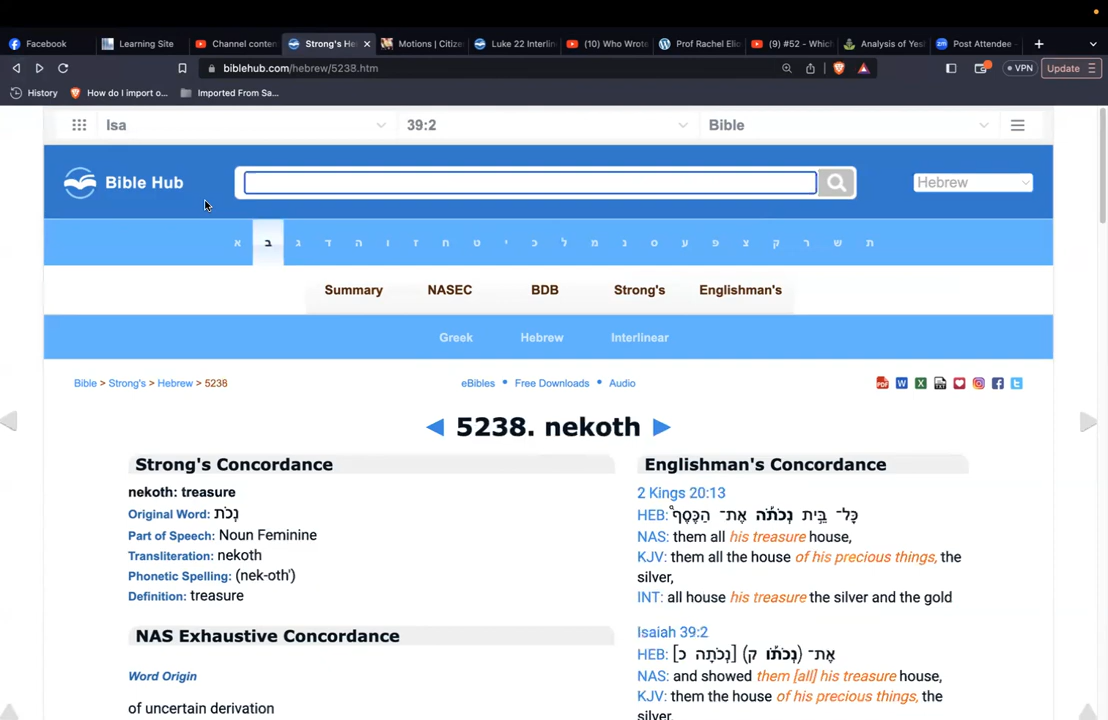 Facebook
Learning Site
Channel conten
Strong's He
Motions | Citize
Luke 22 Interlin
(10) Who Wrote
Prof Rachel Elio
(9) #52 - Which
Analysis of Yesh
Post Attendee -
biblehub.com/hebrew/5238.htm
VPN
Update
History
How do I import o...
Imported From Sa...
Isa
39:2
Bible
Bible Hub
Hebrew
א ב ג ד ה ו ז ח ט י כ ל מ נ ס ע פ צ ק ר ש ת
Summary
NASEC
BDB
Strong's
Englishman's
Greek
Hebrew
Interlinear
Bible > Strong's > Hebrew > 5238
eBibles • Free Downloads • Audio
◄ 5238. nekoth ►
Strong's Concordance
nekoth: treasure
Original Word: נְכֹת
Part of Speech: Noun Feminine
Transliteration: nekoth
Phonetic Spelling: (nek-oth')
Definition: treasure
NAS Exhaustive Concordance
Word Origin
of uncertain derivation
Englishman's Concordance
2 Kings 20:13
HEB: כָּל־ בֵּ֣ית נְכֹתֹ֡ה אֶת־ הַכֶּסֶף֩
NAS: them all his treasure house,
KJV: them all the house of his precious things, the
silver,
INT: all house his treasure the silver and the gold
Isaiah 39:2
HEB: אֶת־ (נְכֹתֹ֡ו ק) [נְכֹתָה כ]
NAS: and showed them [all] his treasure house,
KJV: them the house of his precious things, the
silver,